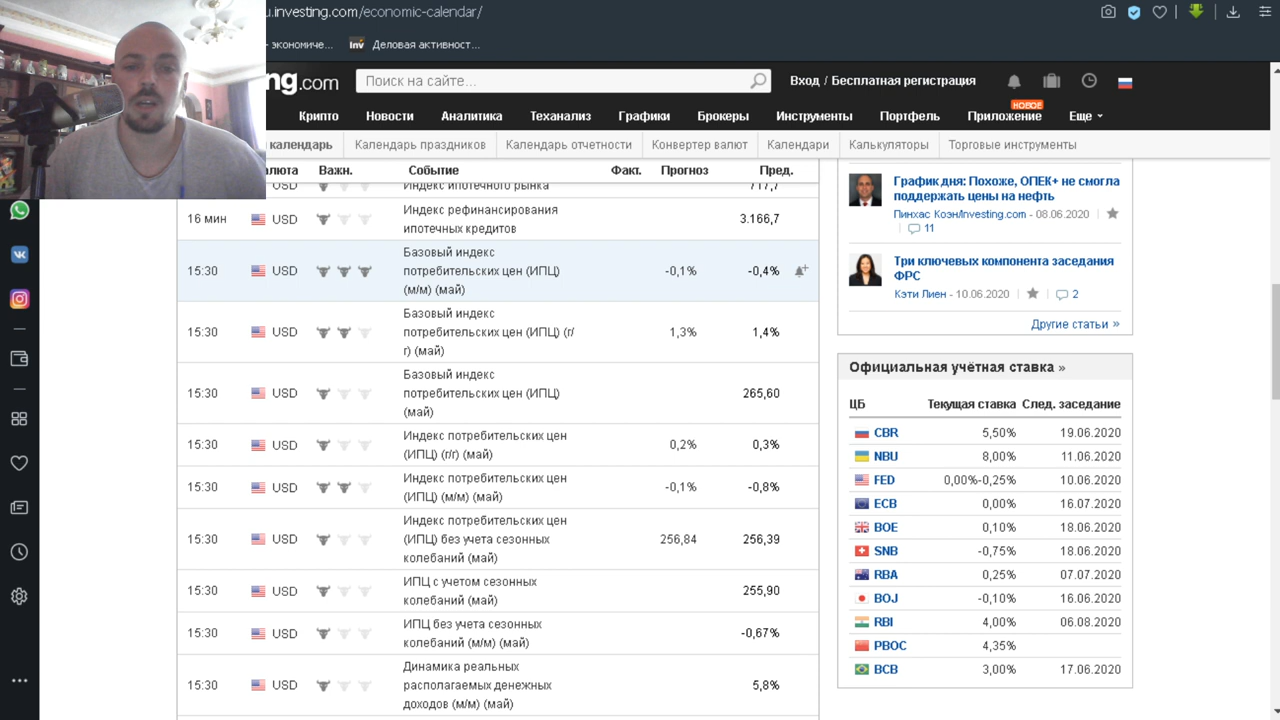 u.investing.com/economic-calendar/
- экономиче...
Inv Деловая активност...
ng.com
Поиск на сайте...
Вход / Бесплатная регистрация
НОВОЕ
Крипто Новости Аналитика Теханализ Графики Брокеры Инструменты Портфель Приложение Еще
календарь Календарь праздников Календарь отчетности Конвертер валют Календари Калькуляторы Торговые инструменты
алюта Важн. Событие Факт. Прогноз Пред.
USD Индекс ипотечного рынка 717,7
16 мин USD Индекс рефинансирования
ипотечных кредитов
3.166,7
15:30 USD Базовый индекс
потребительских цен (ИПЦ)
(м/м) (май)
-0,1% -0,4%
15:30 USD Базовый индекс
потребительских цен (ИПЦ) (г/
г) (май)
1,3% 1,4%
15:30 USD Базовый индекс
потребительских цен (ИПЦ)
(май)
265,60
15:30 USD Индекс потребительских цен
(ИПЦ) (г/г) (май)
0,2% 0,3%
15:30 USD Индекс потребительских цен
(ИПЦ) (м/м) (май)
-0,1% -0,8%
15:30 USD Индекс потребительских цен
(ИПЦ) без учета сезонных
колебаний (май)
256,84 256,39
15:30 USD ИПЦ с учетом сезонных
колебаний (май)
255,90
15:30 USD ИПЦ без учета сезонных
колебаний (м/м) (май)
-0,67%
15:30 USD Динамика реальных
располагаемых денежных
доходов (м/м) (май)
5,8%
График дня: Похоже, ОПЕК+ не смогла
поддержать цены на нефть
Пинхас Коэн/Investing.com - 08.06.2020
11
Три ключевых компонента заседания
ФРС
Кэти Лиен - 10.06.2020 2
Другие статьи »
Официальная учётная ставка »
ЦБ Текущая ставка След. заседание
CBR 5,50% 19.06.2020
NBU 8,00% 11.06.2020
FED 0,00%-0,25% 10.06.2020
ECB 0,00% 16.07.2020
BOE 0,10% 18.06.2020
SNB -0,75% 18.06.2020
RBA 0,25% 07.07.2020
BOJ -0,10% 16.06.2020
RBI 4,00% 06.08.2020
PBOC 4,35%
BCB 3,00% 17.06.2020